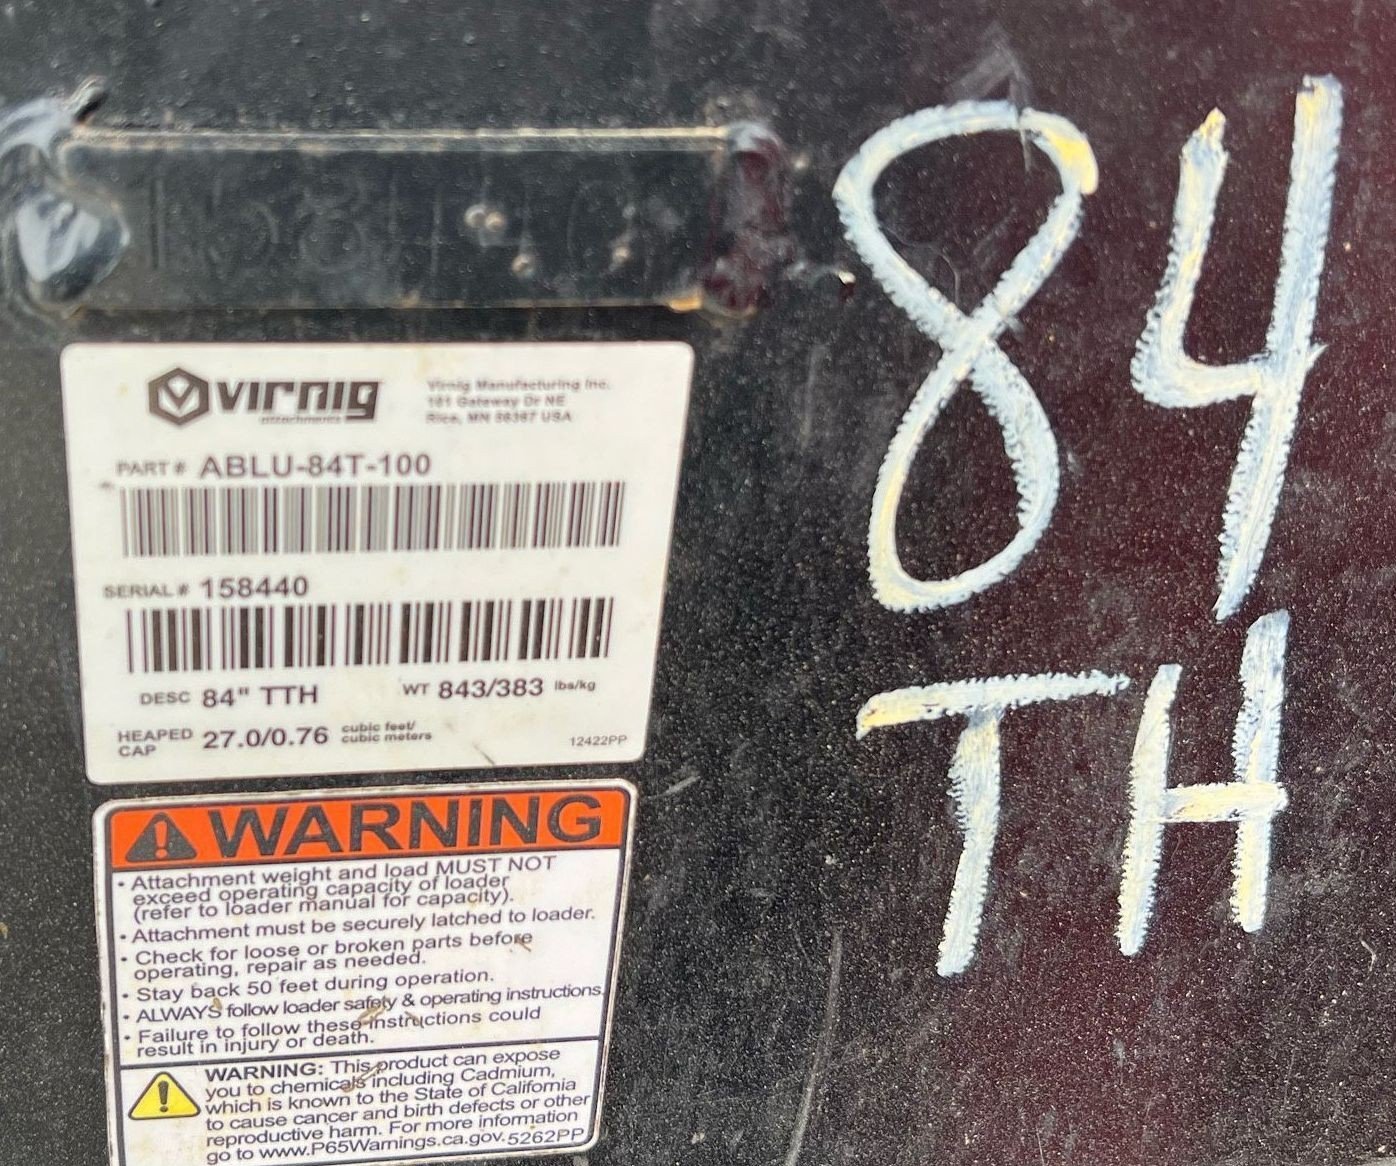 158440
84
TH
VIRNIG
attachments
Virnig Manufacturing Inc.
101 Gateway Dr NE
Rice, MN 56367 USA
PART # ABLU-84T-100
SERIAL # 158440
DESC 84" TTH WT 843/383 lbs/kg
HEAPED CAP 27.0/0.76 cubic feet/ cubic meters
12422PP
WARNING
• Attachment weight and load MUST NOT
exceed operating capacity of loader
(refer to loader manual for capacity).
• Attachment must be securely latched to loader.
• Check for loose or broken parts before
operating, repair as needed.
• Stay back 50 feet during operation.
• ALWAYS follow loader safety & operating instructions.
• Failure to follow these instructions could
result in injury or death.
WARNING: This product can expose
you to chemicals including Cadmium,
which is known to the State of California
to cause cancer and birth defects or other
reproductive harm. For more information
go to www.P65Warnings.ca.gov. 5262PP